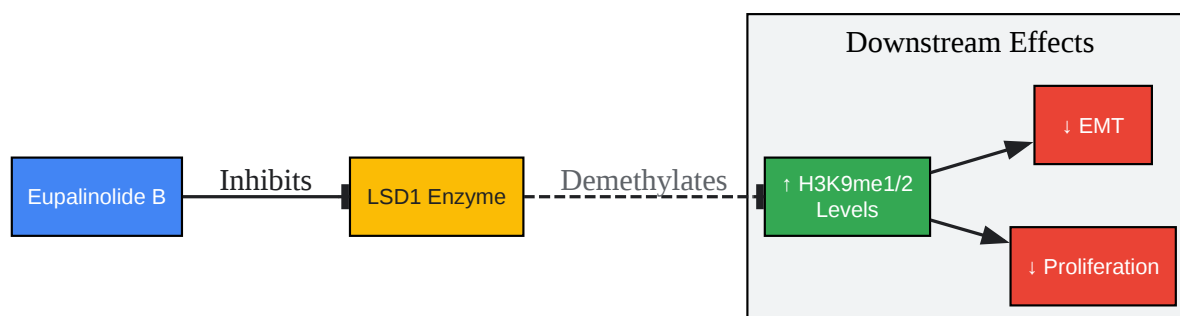 Downstream Effects
Eupalinolide B
Inhibits
LSD1 Enzyme
Demethylates
↑ H3K9me1/2
Levels
↓ EMT
↓ Proliferation